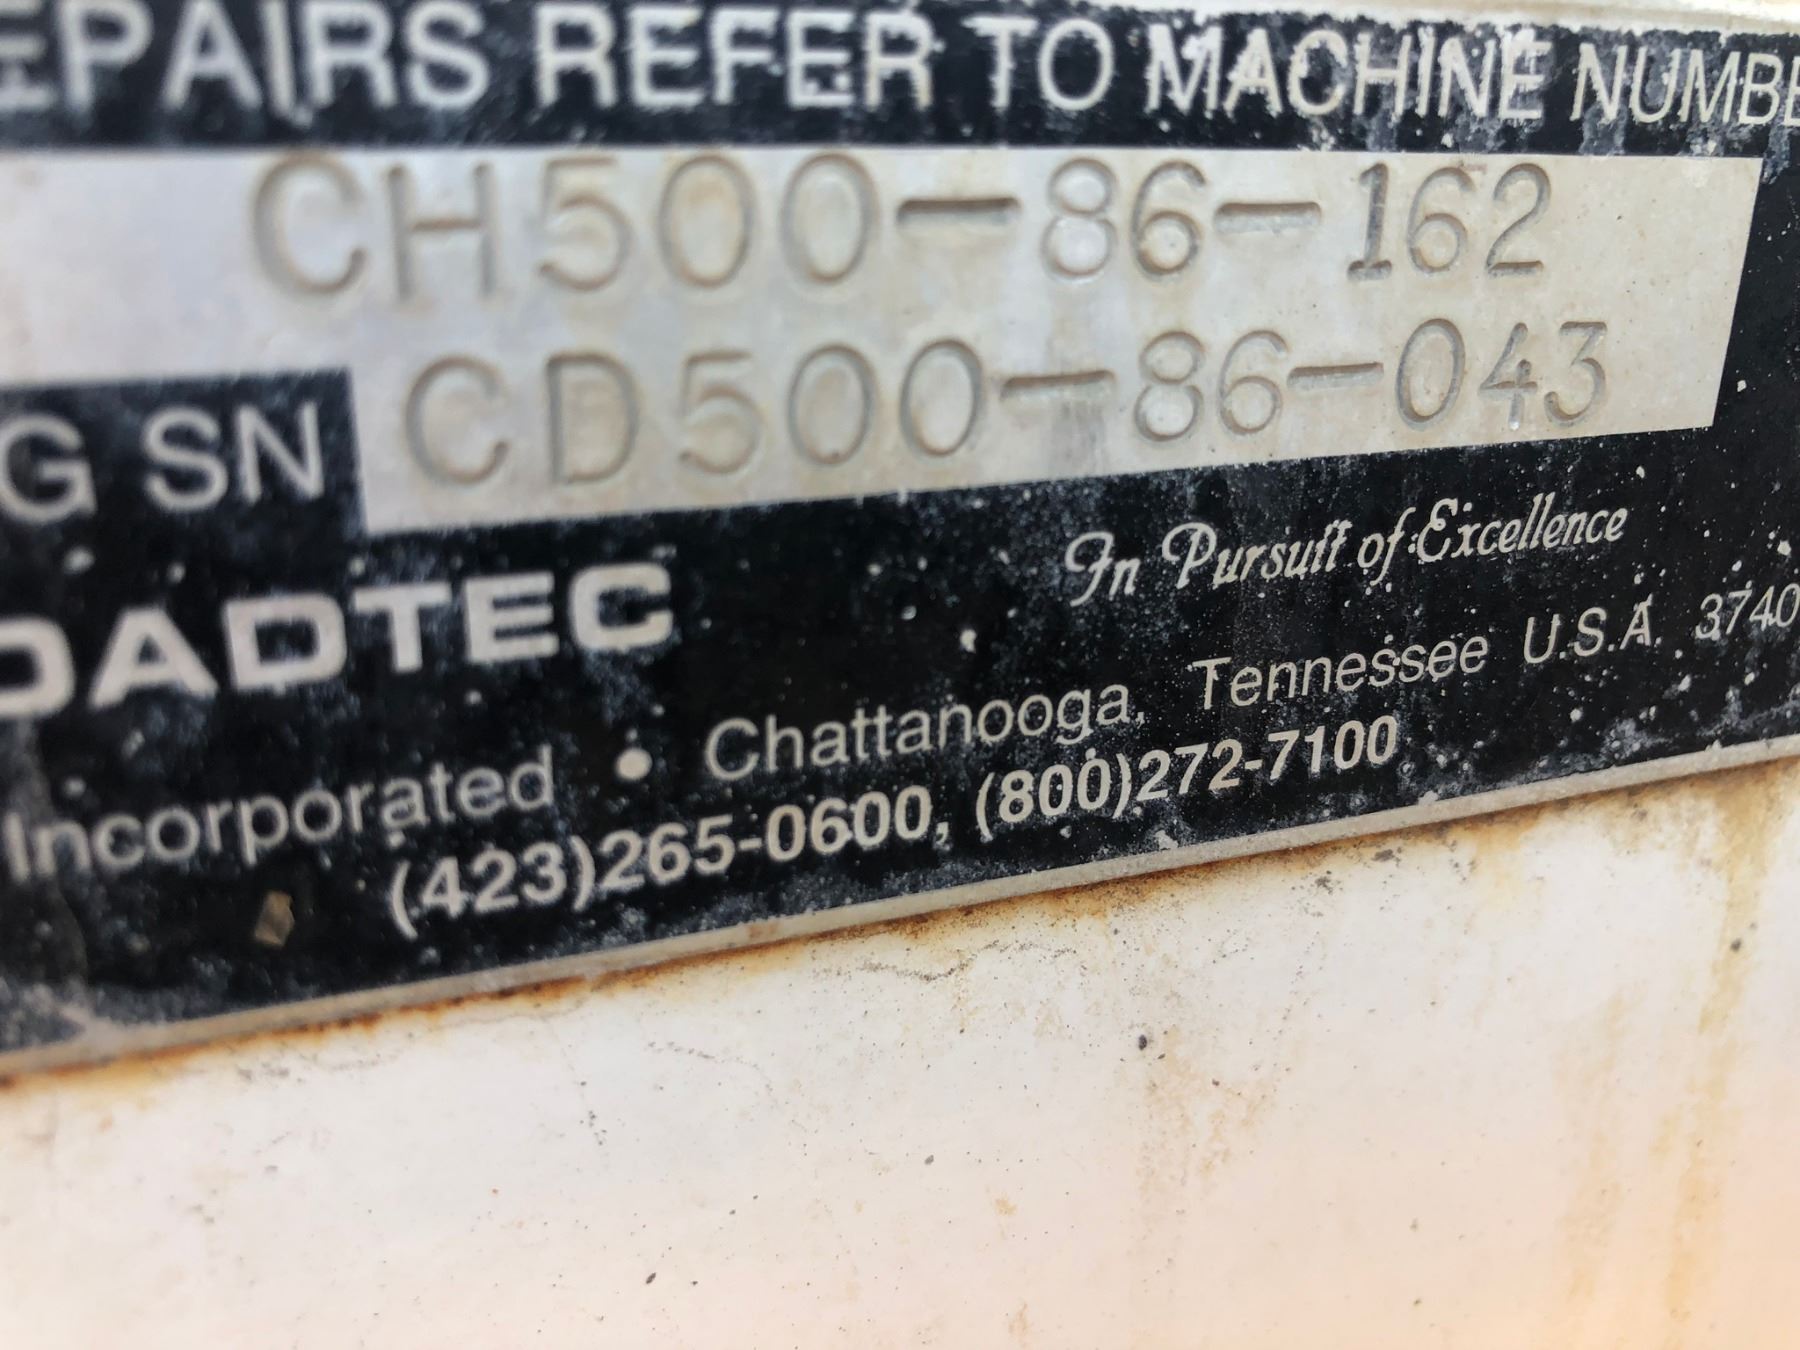 EPAIRS REFER TO MACHINE NUMBE
CH500-86-162
G SN CD500-86-043
OADTEC
In Pursuit of Excellence
Incorporated • Chattanooga, Tennessee U.S.A. 3740
(423)265-0600, (800)272-7100